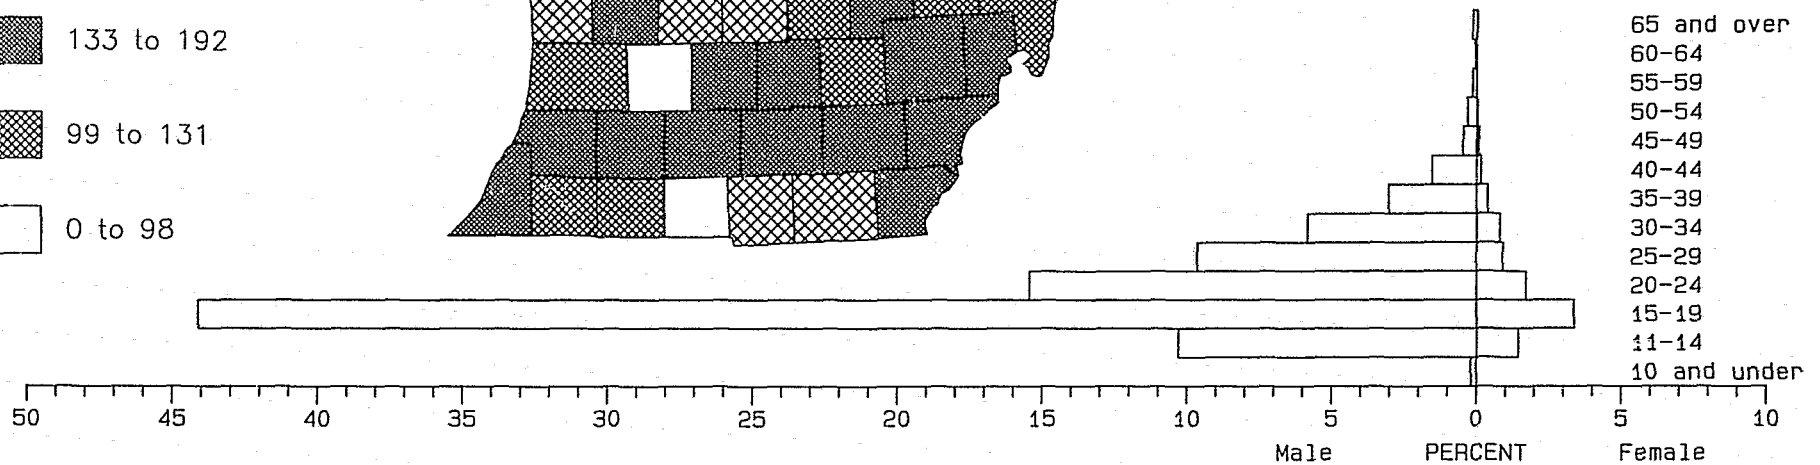 133 to 192
99 to 131
0 to 98
65 and over
60-64
55-59
50-54
45-49
40-44
35-39
30-34
25-29
20-24
15-19
11-14
10 and under
50 45 40 35 30 25 20 15 10 5 0 5 10
Male PERCENT Female